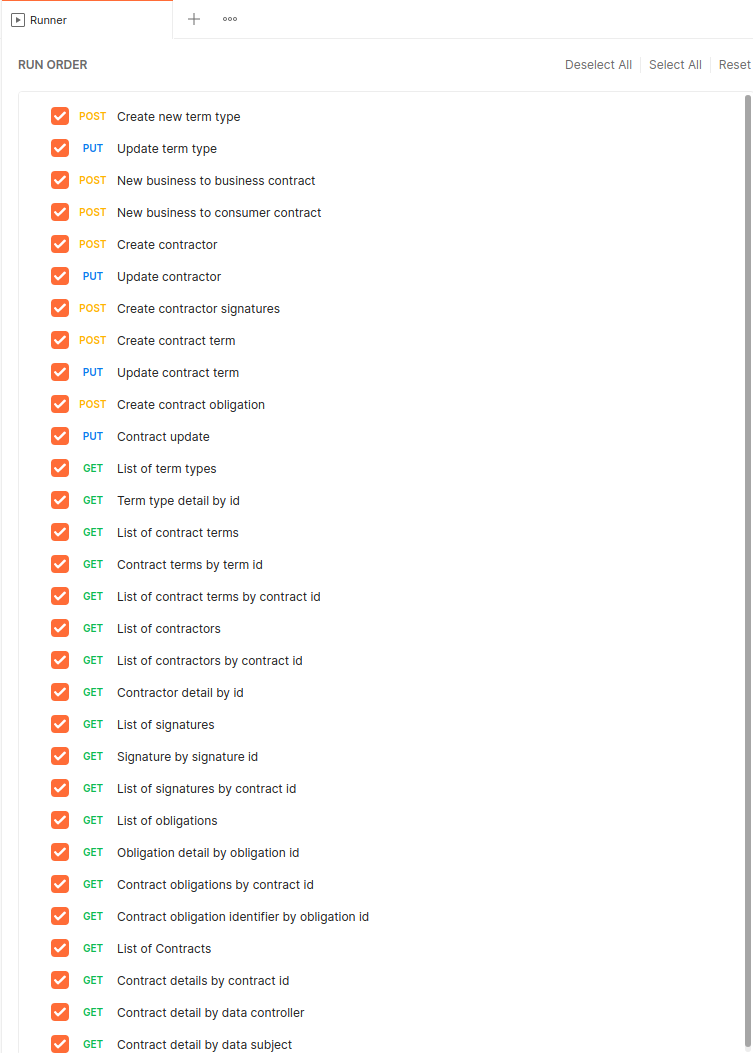 Runner
RUN ORDER Deselect All Select All Reset
POST Create new term type
PUT Update term type
POST New business to business contract
POST New business to consumer contract
POST Create contractor
PUT Update contractor
POST Create contractor signatures
POST Create contract term
PUT Update contract term
POST Create contract obligation
PUT Contract update
GET List of term types
GET Term type detail by id
GET List of contract terms
GET Contract terms by term id
GET List of contract terms by contract id
GET List of contractors
GET List of contractors by contract id
GET Contractor detail by id
GET List of signatures
GET Signature by signature id
GET List of signatures by contract id
GET List of obligations
GET Obligation detail by obligation id
GET Contract obligations by contract id
GET Contract obligation identifier by obligation id
GET List of Contracts
GET Contract details by contract id
GET Contract detail by data controller
GET Contract detail by data subject